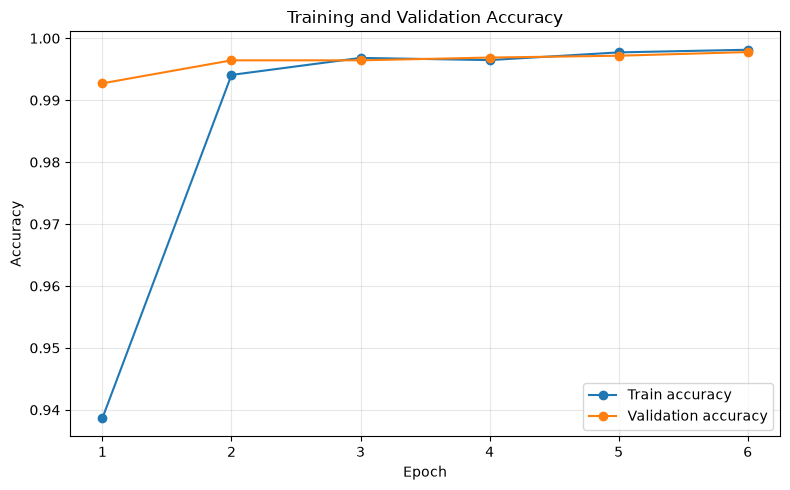 Training and Validation Accuracy
1.00
0.99
0.98
0.97
0.96
0.95
0.94
Accuracy
Train accuracy
Validation accuracy
1 2 3 4 5 6
Epoch